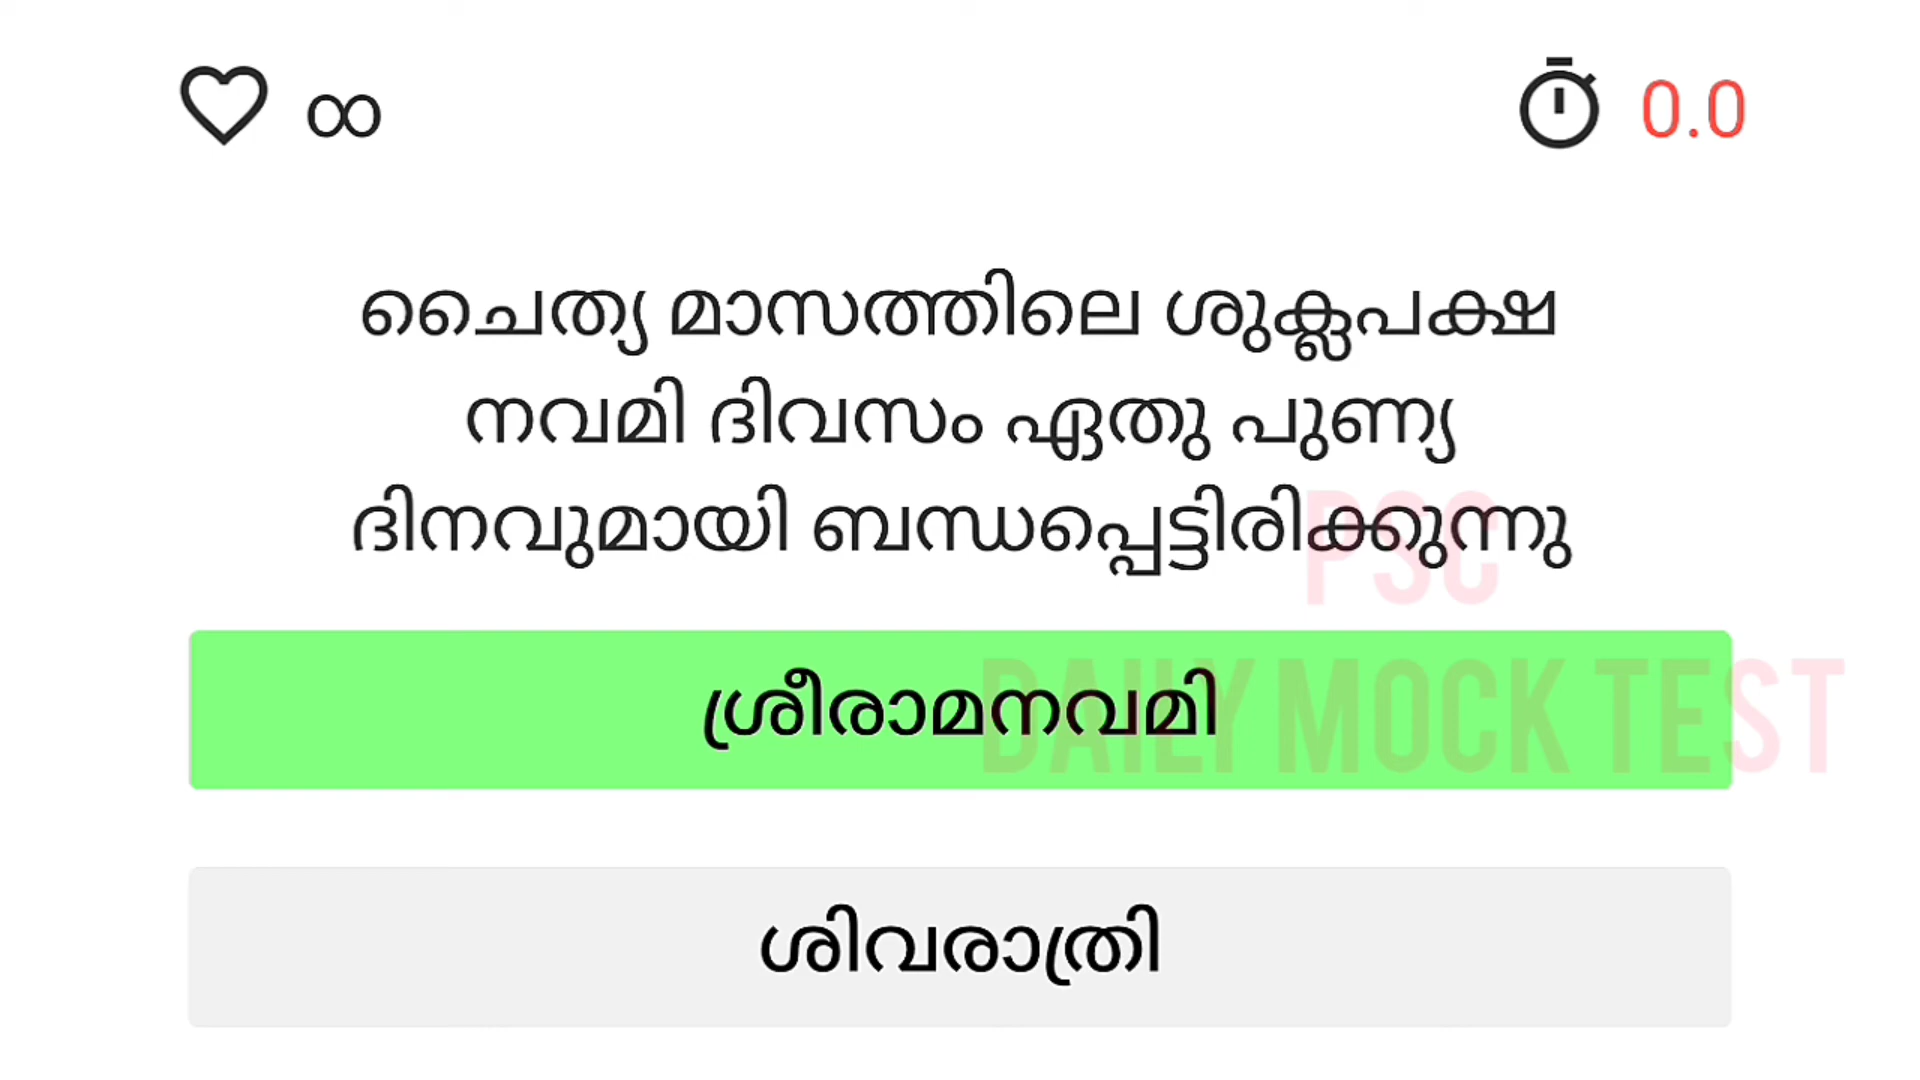 ∞ 0.0
ചൈത്യ മാസത്തിലെ ശുക്ലപക്ഷ
നവമി ദിവസം ഏതു പുണ്യ
ദിനവുമായി ബന്ധപ്പെട്ടിരിക്കുന്നു
PSC
ശ്രീരാമനവമി
DAILY MOCK TEST
ശിവരാത്രി